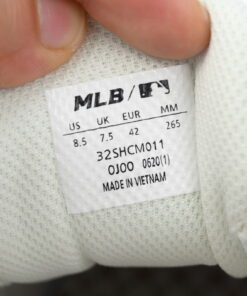 MLB
US UK EUR MM
8.5 7.5 42 265
32SHCM011
0J00 0620(1)
MADE IN VIETNAM